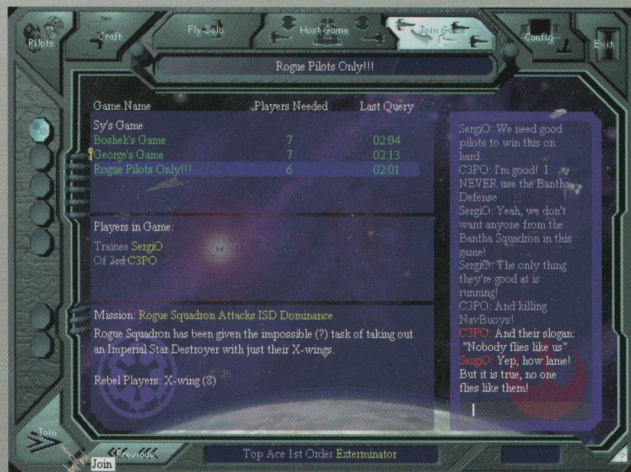 Pilots
Craft
Fly Solo
Host Game
Join Game
Config
Exit
Rogue Pilots Only!!!
Game Name Players Needed Last Query
Sy's Game
Boshek's Game 7 02:04
George's Game 7 02:13
Rogue Pilots Only!!! 6 02:01
Players in Game:
Trainee SergiO
Of 3rd C3PO
Mission: Rogue Squadron Attacks ISD Dominance
Rogue Squadron has been given the impossible (?) task of taking out
an Imperial Star Destroyer with just their X-wings.
Rebel Players: X-wing (8)
SergiO: We need good
pilots to win this on
hard.
C3PO: I'm good! I
NEVER use the Bantha
Defense
SergiO: Yeah, we don't
want anyone from the
Bantha Squadron in this
game!
SergiO: The only thing
they're good at is
running!
C3PO: And killing
NavBuoys!
C3PO: And their slogan:
"Nobody flies like us"
SergiO: Yep, how lame!
But it is true, no one
flies like them!
Join
Previous
Join
Top Ace 1st Order Exterminator